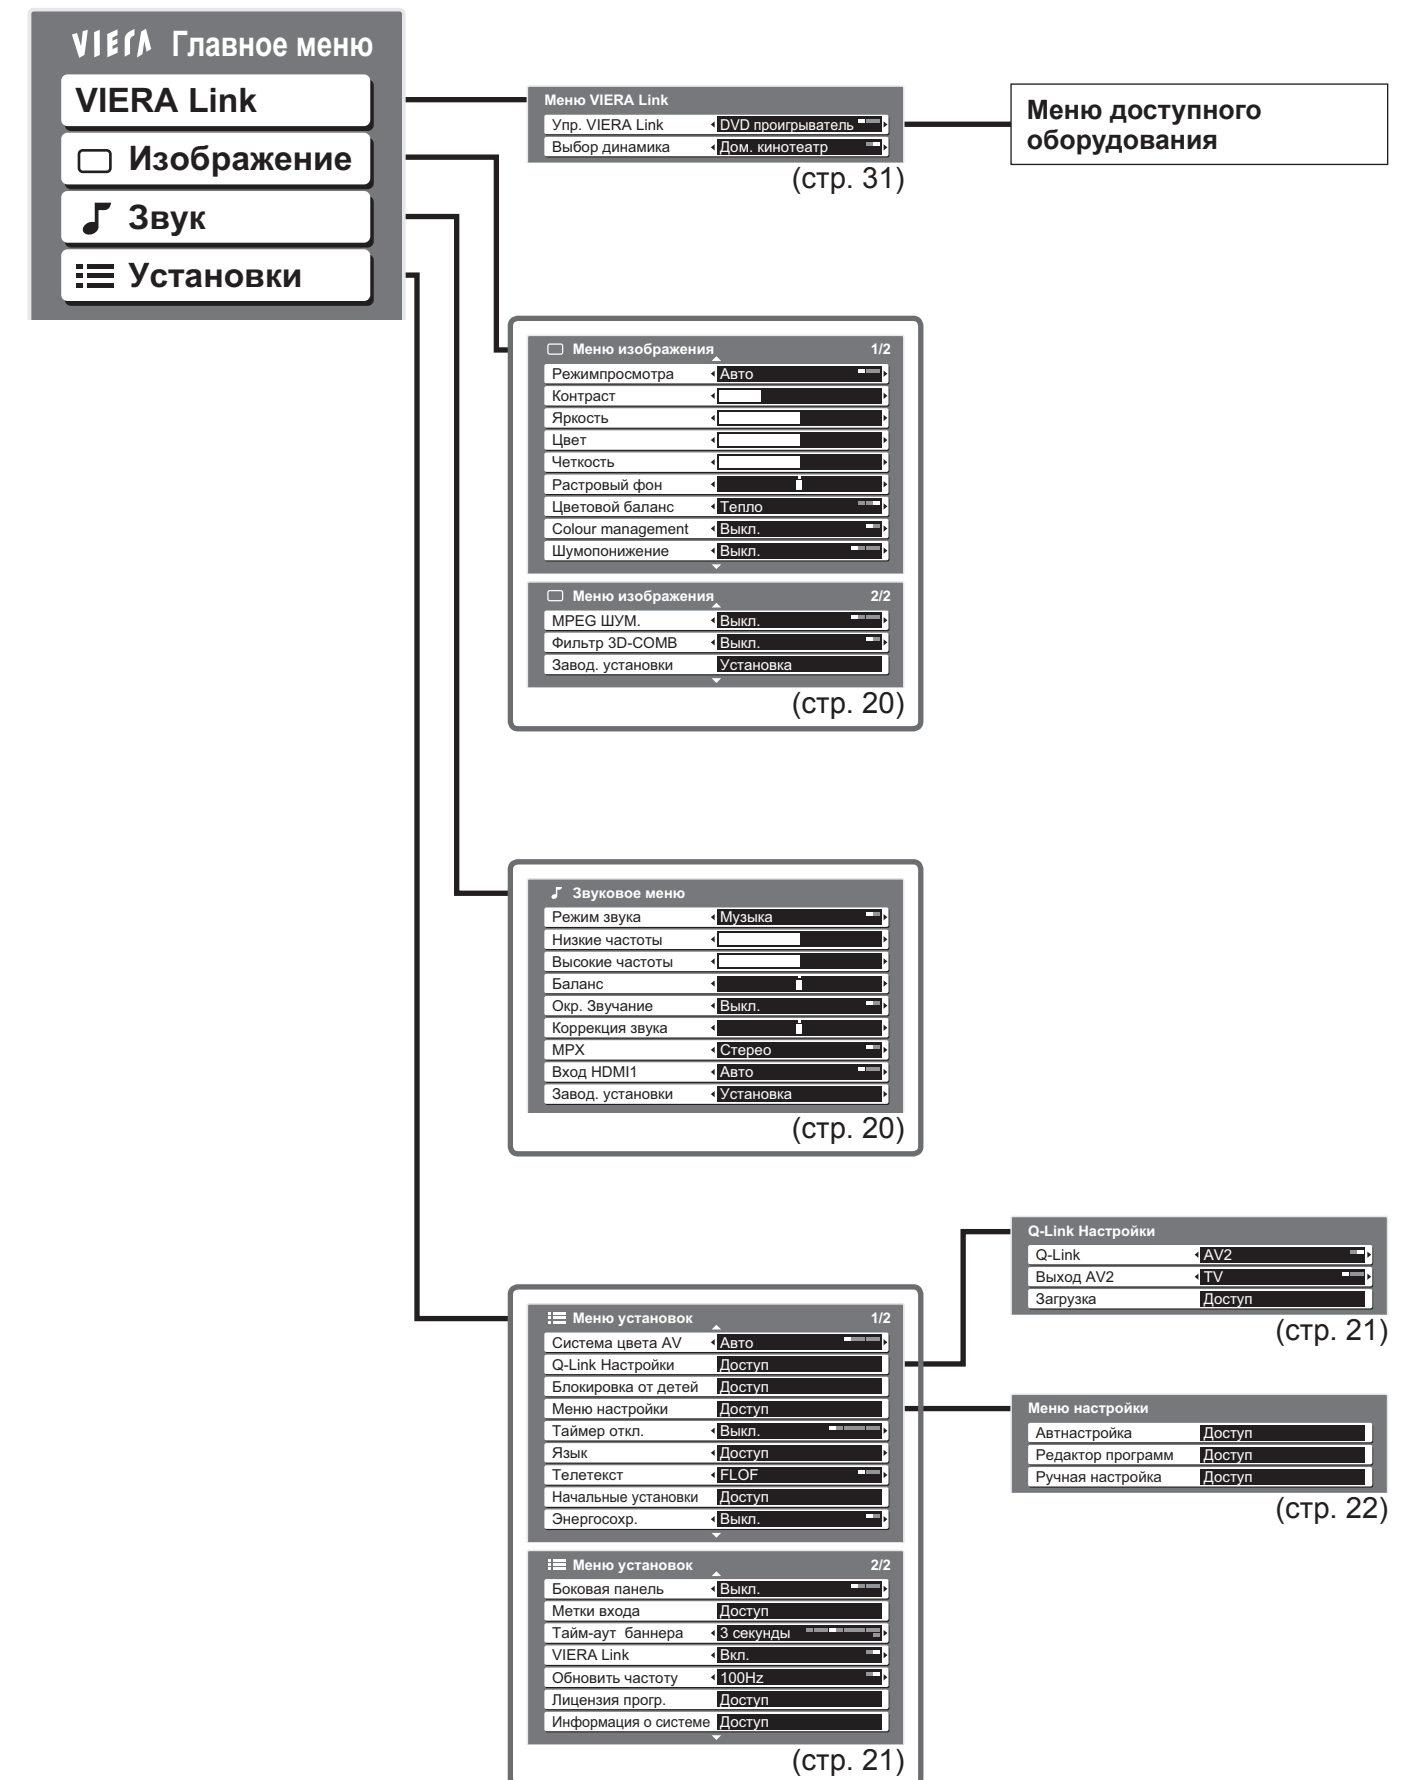 VIERA Главное меню
VIERA Link
Изображение
Звук
Установки
Меню VIERA Link
Упр. VIERA Link DVD проигрыватель
Выбор динамика Дом. кинотеатр
(стр. 31)
Меню доступного
оборудования
Меню изображения 1/2
Режимпросмотра Авто
Контраст
Яркость
Цвет
Четкость
Растровый фон
Цветовой баланс Тепло
Colour management Выкл.
Шумопонижение Выкл.
Меню изображения 2/2
MPEG ШУМ. Выкл.
Фильтр 3D-COMB Выкл.
Завод. установки Установка
(стр. 20)
Звуковое меню
Режим звука Музыка
Низкие частоты
Высокие частоты
Баланс
Окр. Звучание Выкл.
Коррекция звука
MPX Стерео
Вход HDMI1 Авто
Завод. установки Установка
(стр. 20)
Меню установок 1/2
Система цвета AV Авто
Q-Link Настройки Доступ
Блокировка от детей Доступ
Меню настройки Доступ
Таймер откл. Выкл.
Язык Доступ
Телетекст FLOF
Начальные установки Доступ
Энергосохр. Выкл.
Меню установок 2/2
Боковая панель Выкл.
Метки входа Доступ
Тайм-аут баннера 3 секунды
VIERA Link Вкл.
Обновить частоту 100Hz
Лицензия прогр. Доступ
Информация о системе Доступ
(стр. 21)
Q-Link Настройки
Q-Link AV2
Выход AV2 TV
Загрузка Доступ
(стр. 21)
Меню настройки
Автнастройка Доступ
Редактор программ Доступ
Ручная настройка Доступ
(стр. 22)